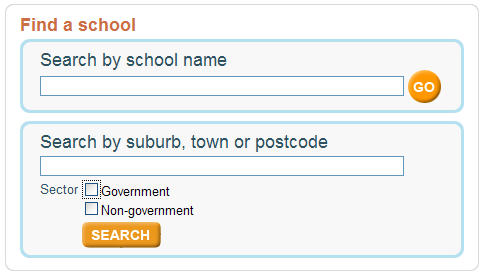 Find a school
Search by school name
GO
Search by suburb, town or postcode
Sector Government
Non-government
SEARCH